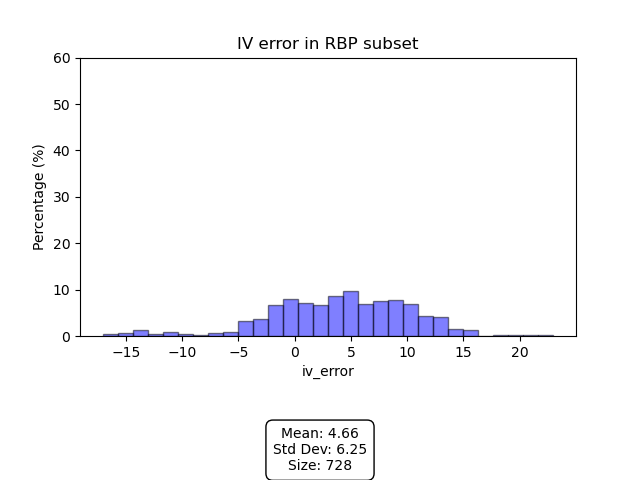 IV error in RBP subset
60
50
40
30
20
10
0
Percentage (%)
−15 −10 −5 0 5 10 15 20
iv_error
Mean: 4.66
Std Dev: 6.25
Size: 728